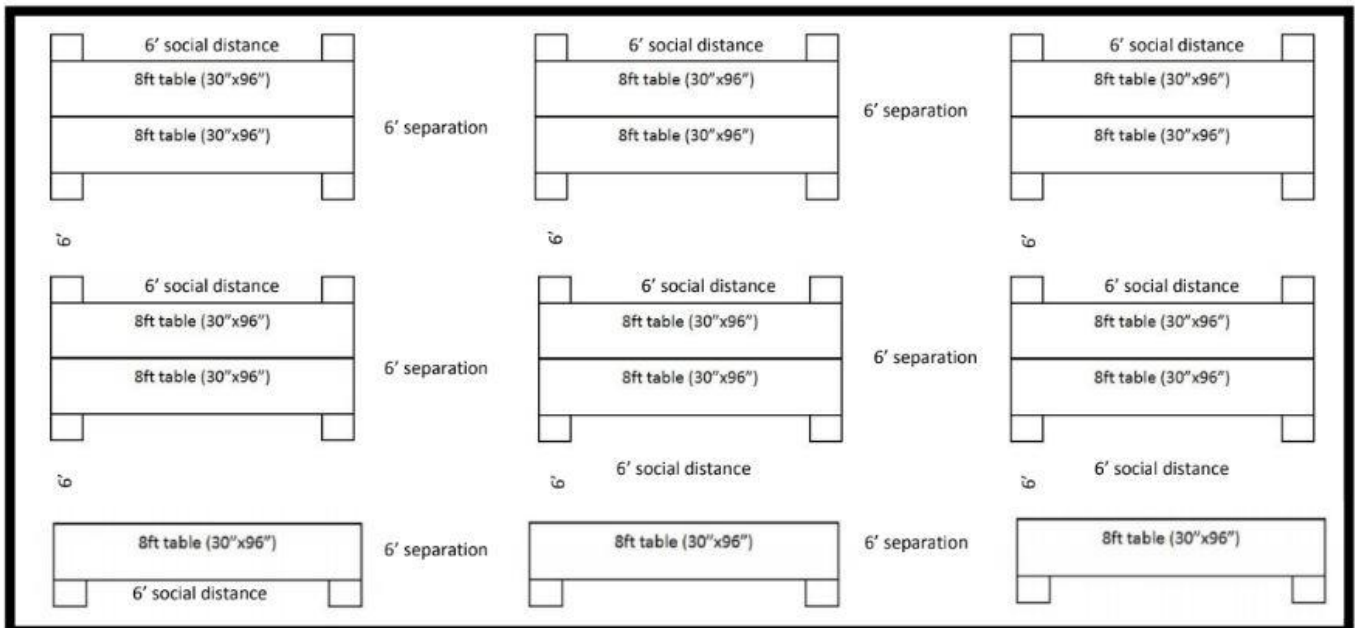 6’ social distance
6’ social distance
6’ social distance
8ft table (30”x96”)
8ft table (30”x96”)
8ft table (30”x96”)
6’ separation
6’ separation
8ft table (30”x96”)
8ft table (30”x96”)
8ft table (30”x96”)
6’
6’
6’
6’ social distance
6’ social distance
6’ social distance
8ft table (30”x96”)
8ft table (30”x96”)
8ft table (30”x96”)
6’ separation
6’ separation
8ft table (30”x96”)
8ft table (30”x96”)
8ft table (30”x96”)
6’
6’ social distance
6’
6’ social distance
6’
8ft table (30”x96”)
6’ separation
8ft table (30”x96”)
6’ separation
8ft table (30”x96”)
6’ social distance